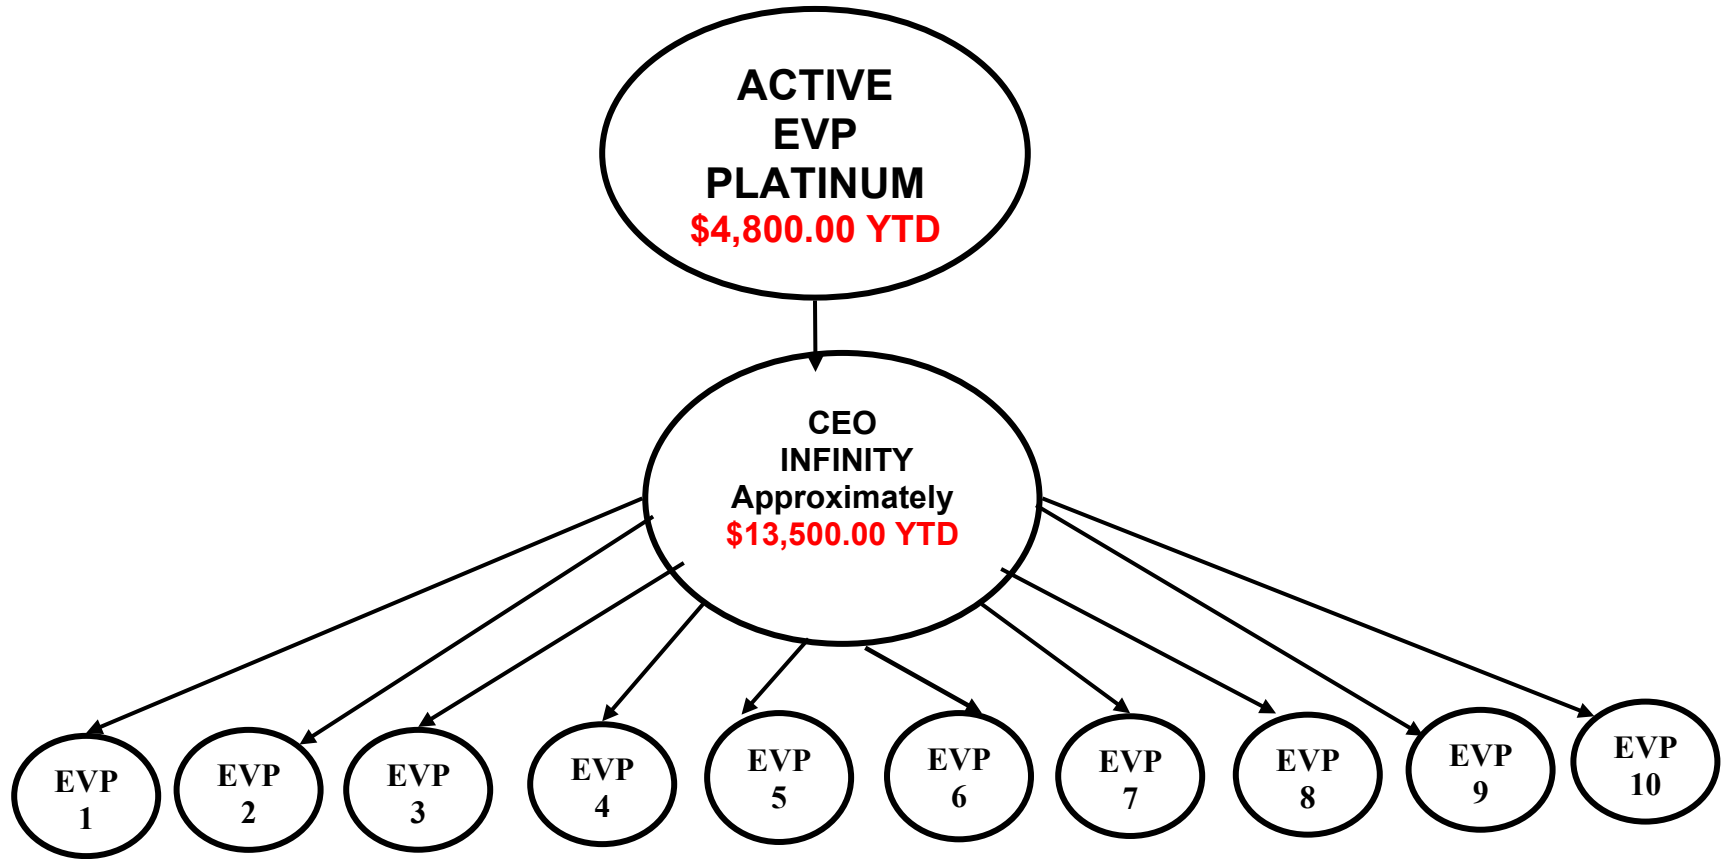 ACTIVE
EVP
PLATINUM
$4,800.00 YTD
CEO
INFINITY
Approximately
$13,500.00 YTD
EVP
1
EVP
2
EVP
3
EVP
4
EVP
5
EVP
6
EVP
7
EVP
8
EVP
9
EVP
10